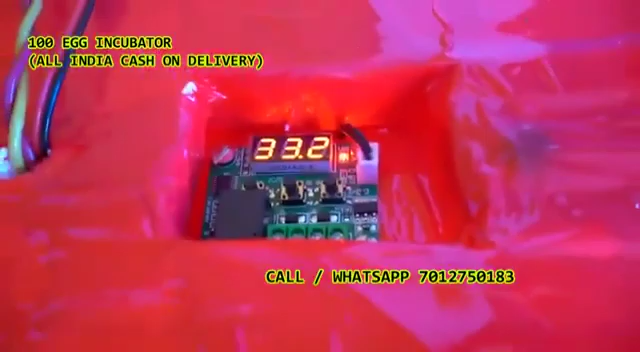 100 EGG INCUBATOR
(ALL INDIA CASH ON DELIVERY)
33.2
CALL / WHATSAPP 7012750183